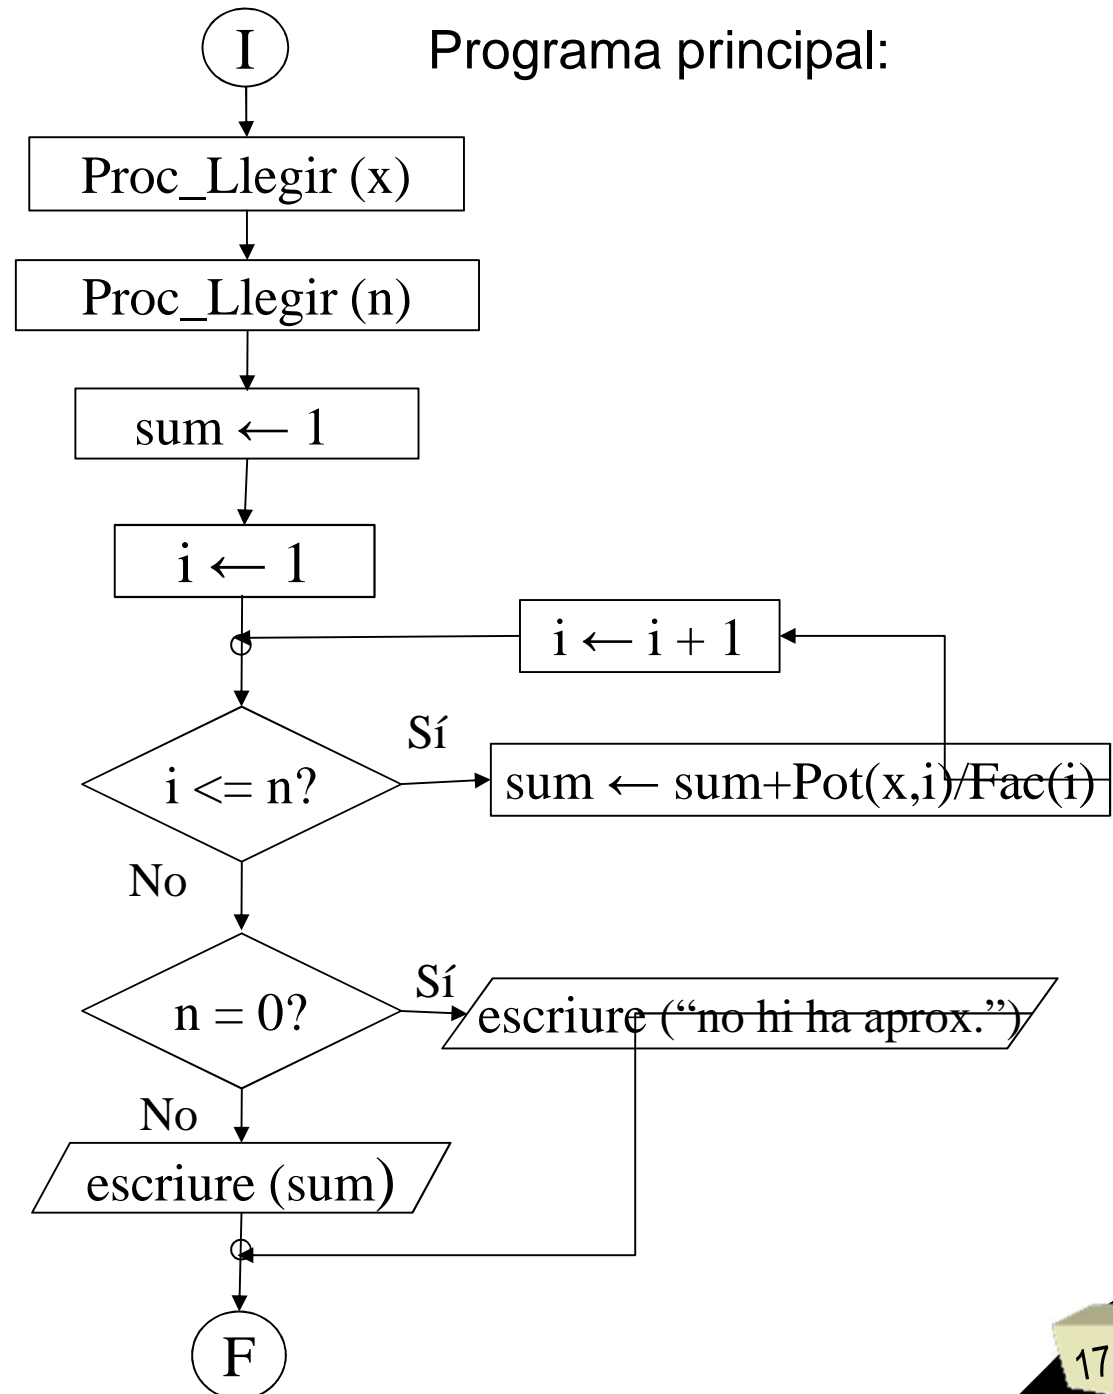 I
Programa principal:
Proc_Llegir (x)
Proc_Llegir (n)
sum ← 1
i ← 1
i ← i + 1
i <= n?
Sí
sum ← sum+Pot(x,i)/Fac(i)
No
n = 0?
Sí
escriure (“no hi ha aprox.”)
No
escriure (sum)
F
17